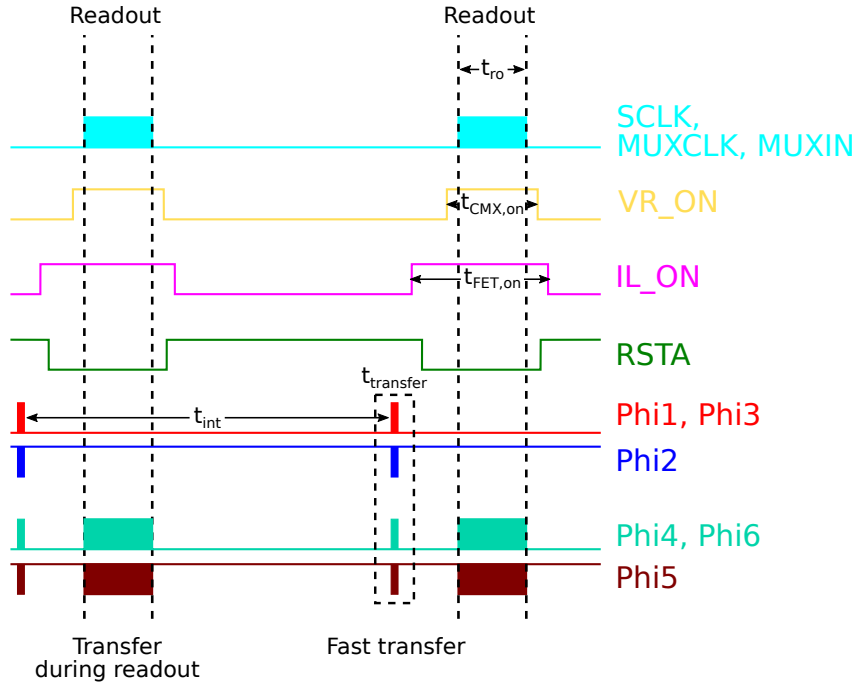 Readout
Readout
t_ro
SCLK,
MUXCLK, MUXIN
VR_ON
t_CMX,on
IL_ON
t_FET,on
RSTA
t_transfer
t_int
Phi1, Phi3
Phi2
Phi4, Phi6
Phi5
Transfer
during readout
Fast transfer